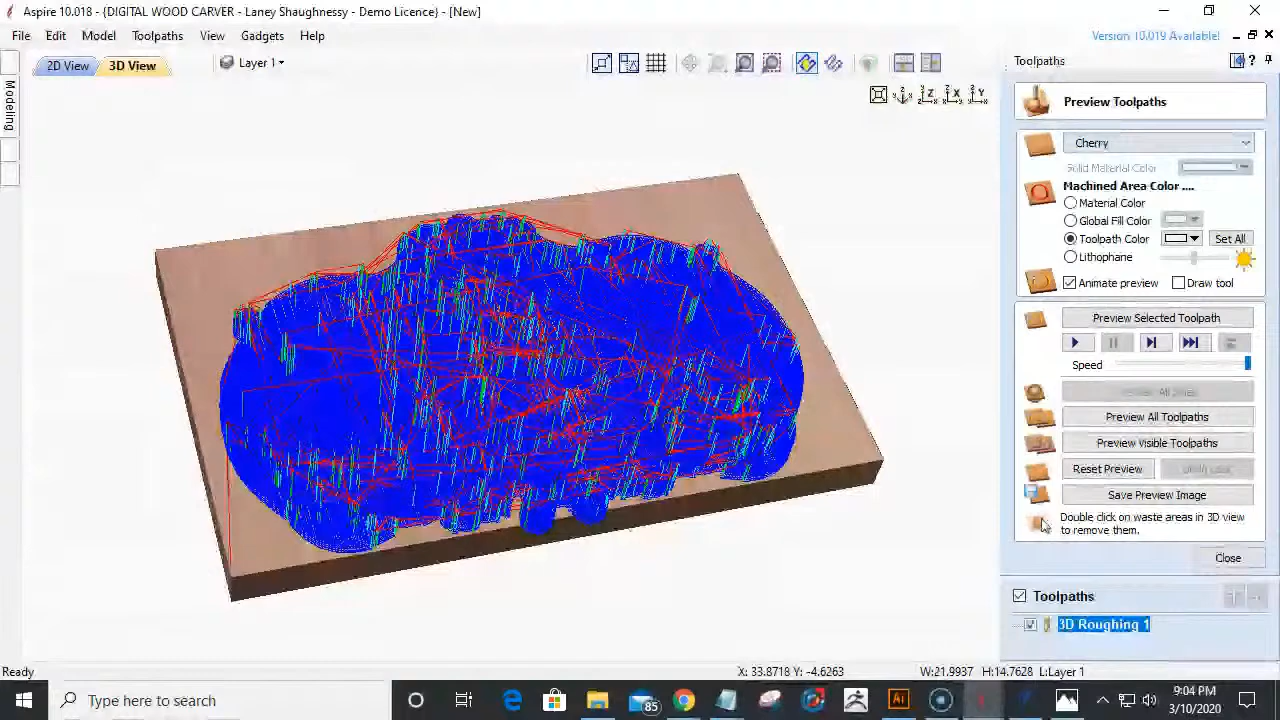 Aspire 10.018 - {DIGITAL WOOD CARVER - Laney Shaughnessy - Demo Licence} - [New]
File Edit Model Toolpaths View Gadgets Help
Version 10.019 Available!
2D View 3D View Layer 1
Toolpaths ?
Modeling
Z X Y
Preview Toolpaths
Cherry
Solid Material Color
Machined Area Color ....
Material Color
Global Fill Color
Toolpath Color Set All
Lithophane
Animate preview Draw tool
Preview Selected Toolpath
Speed
Preview All Toolpaths
Preview Visible Toolpaths
Reset Preview
Save Preview Image
Double click on waste areas in 3D view
to remove them.
Close
Toolpaths
3D Roughing 1
Ready X: 33.8718 Y: -4.6263 W:21.9937 H:14.7628 L:Layer 1
Type here to search
85
Ai
9:04 PM
3/10/2020